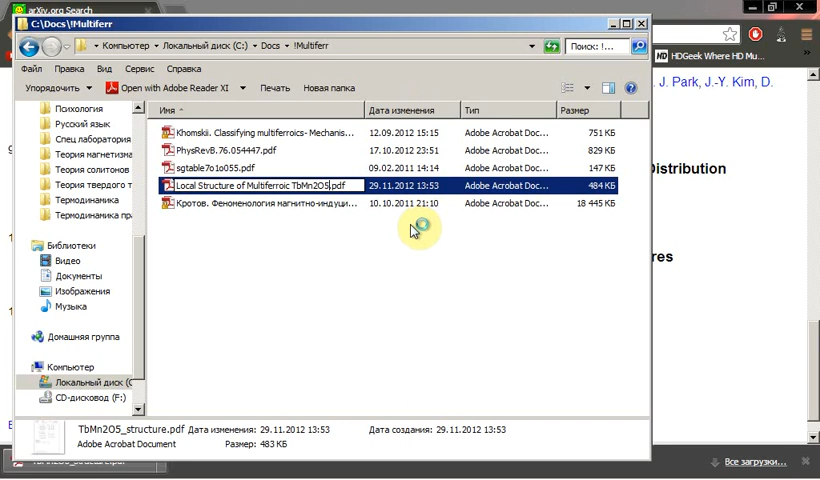 arXiv.org Search
C:\Docs\!Multiferr
Компьютер
Локальный диск (C:)
Docs
!Multiferr
Поиск: !...
HDGeek Where HD Mu...
Файл Правка Вид Сервис Справка
. J. Park, J.-Y. Kim, D.
Упорядочить Open with Adobe Reader XI Печать Новая папка
Психология
Русский язык
Спец лаборатория
Теория магнетизма
Теория солитонов
Теория твердого т
Термодинамика
Термодинамика пр
Библиотеки
Видео
Документы
Изображения
Музыка
Домашняя группа
Компьютер
Локальный диск (C
CD-дисковод (F:)
Имя Дата изменения Тип Размер
Khomskii. Classifying multiferroics- Mechanis... 12.09.2012 15:15 Adobe Acrobat Doc... 751 КБ
PhysRevB.76.054447.pdf 17.10.2012 23:51 Adobe Acrobat Doc... 829 КБ
sgtable7o1o055.pdf 09.02.2011 14:14 Adobe Acrobat Doc... 147 КБ
Local Structure of Multiferroic TbMn2O5.pdf 29.11.2012 13:53 Adobe Acrobat Doc... 484 КБ
Кротов. Феноменология магнитно-индуци... 10.10.2011 21:10 Adobe Acrobat Doc... 18 445 КБ
Distribution
res
TbMn2O5_structure.pdf Дата изменения: 29.11.2012 13:53 Дата создания: 29.11.2012 13:53
Adobe Acrobat Document Размер: 483 КБ
Все загрузки...